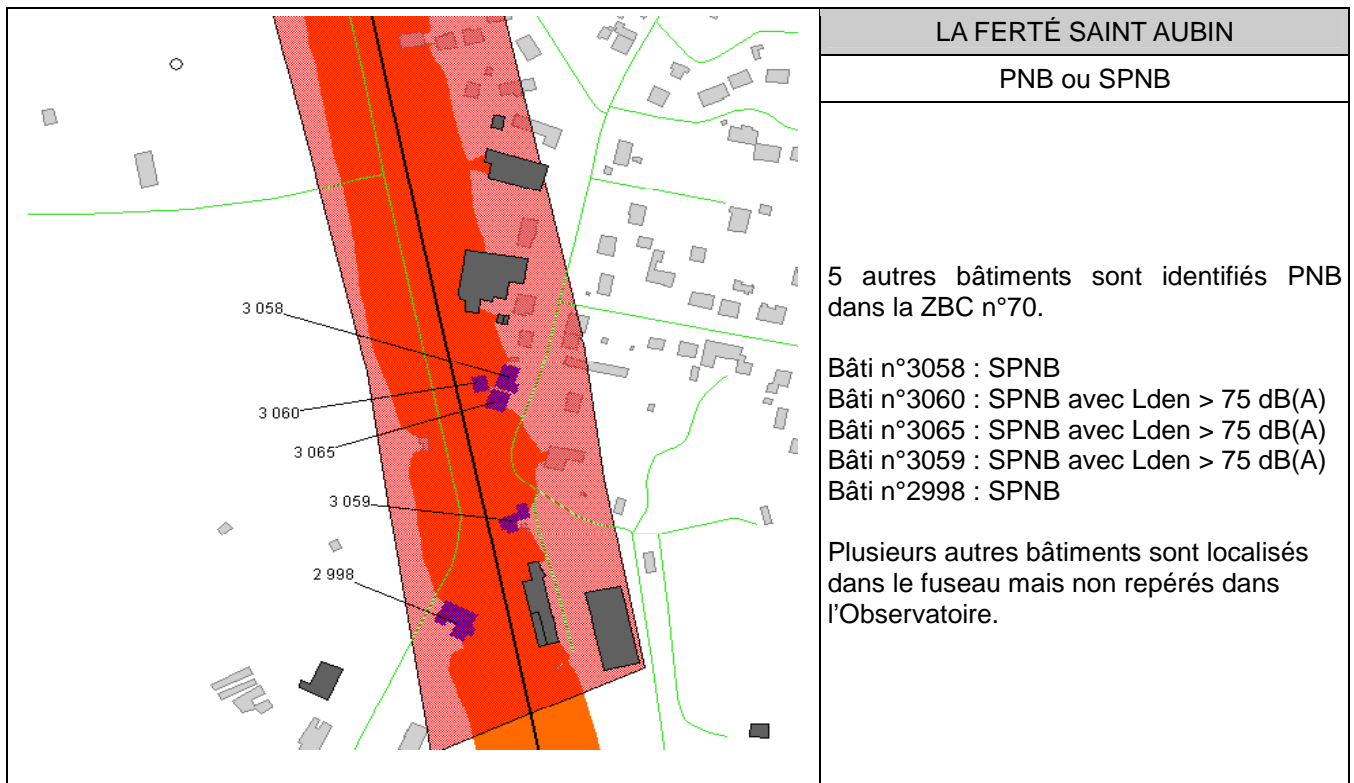 LA FERTÉ SAINT AUBIN
PNB ou SPNB
3 058
3 060
3 065
3 059
2 998
5 autres bâtiments sont identifiés PNB
dans la ZBC n°70.
Bâti n°3058 : SPNB
Bâti n°3060 : SPNB avec Lden > 75 dB(A)
Bâti n°3065 : SPNB avec Lden > 75 dB(A)
Bâti n°3059 : SPNB avec Lden > 75 dB(A)
Bâti n°2998 : SPNB
Plusieurs autres bâtiments sont localisés
dans le fuseau mais non repérés dans
l'Observatoire.